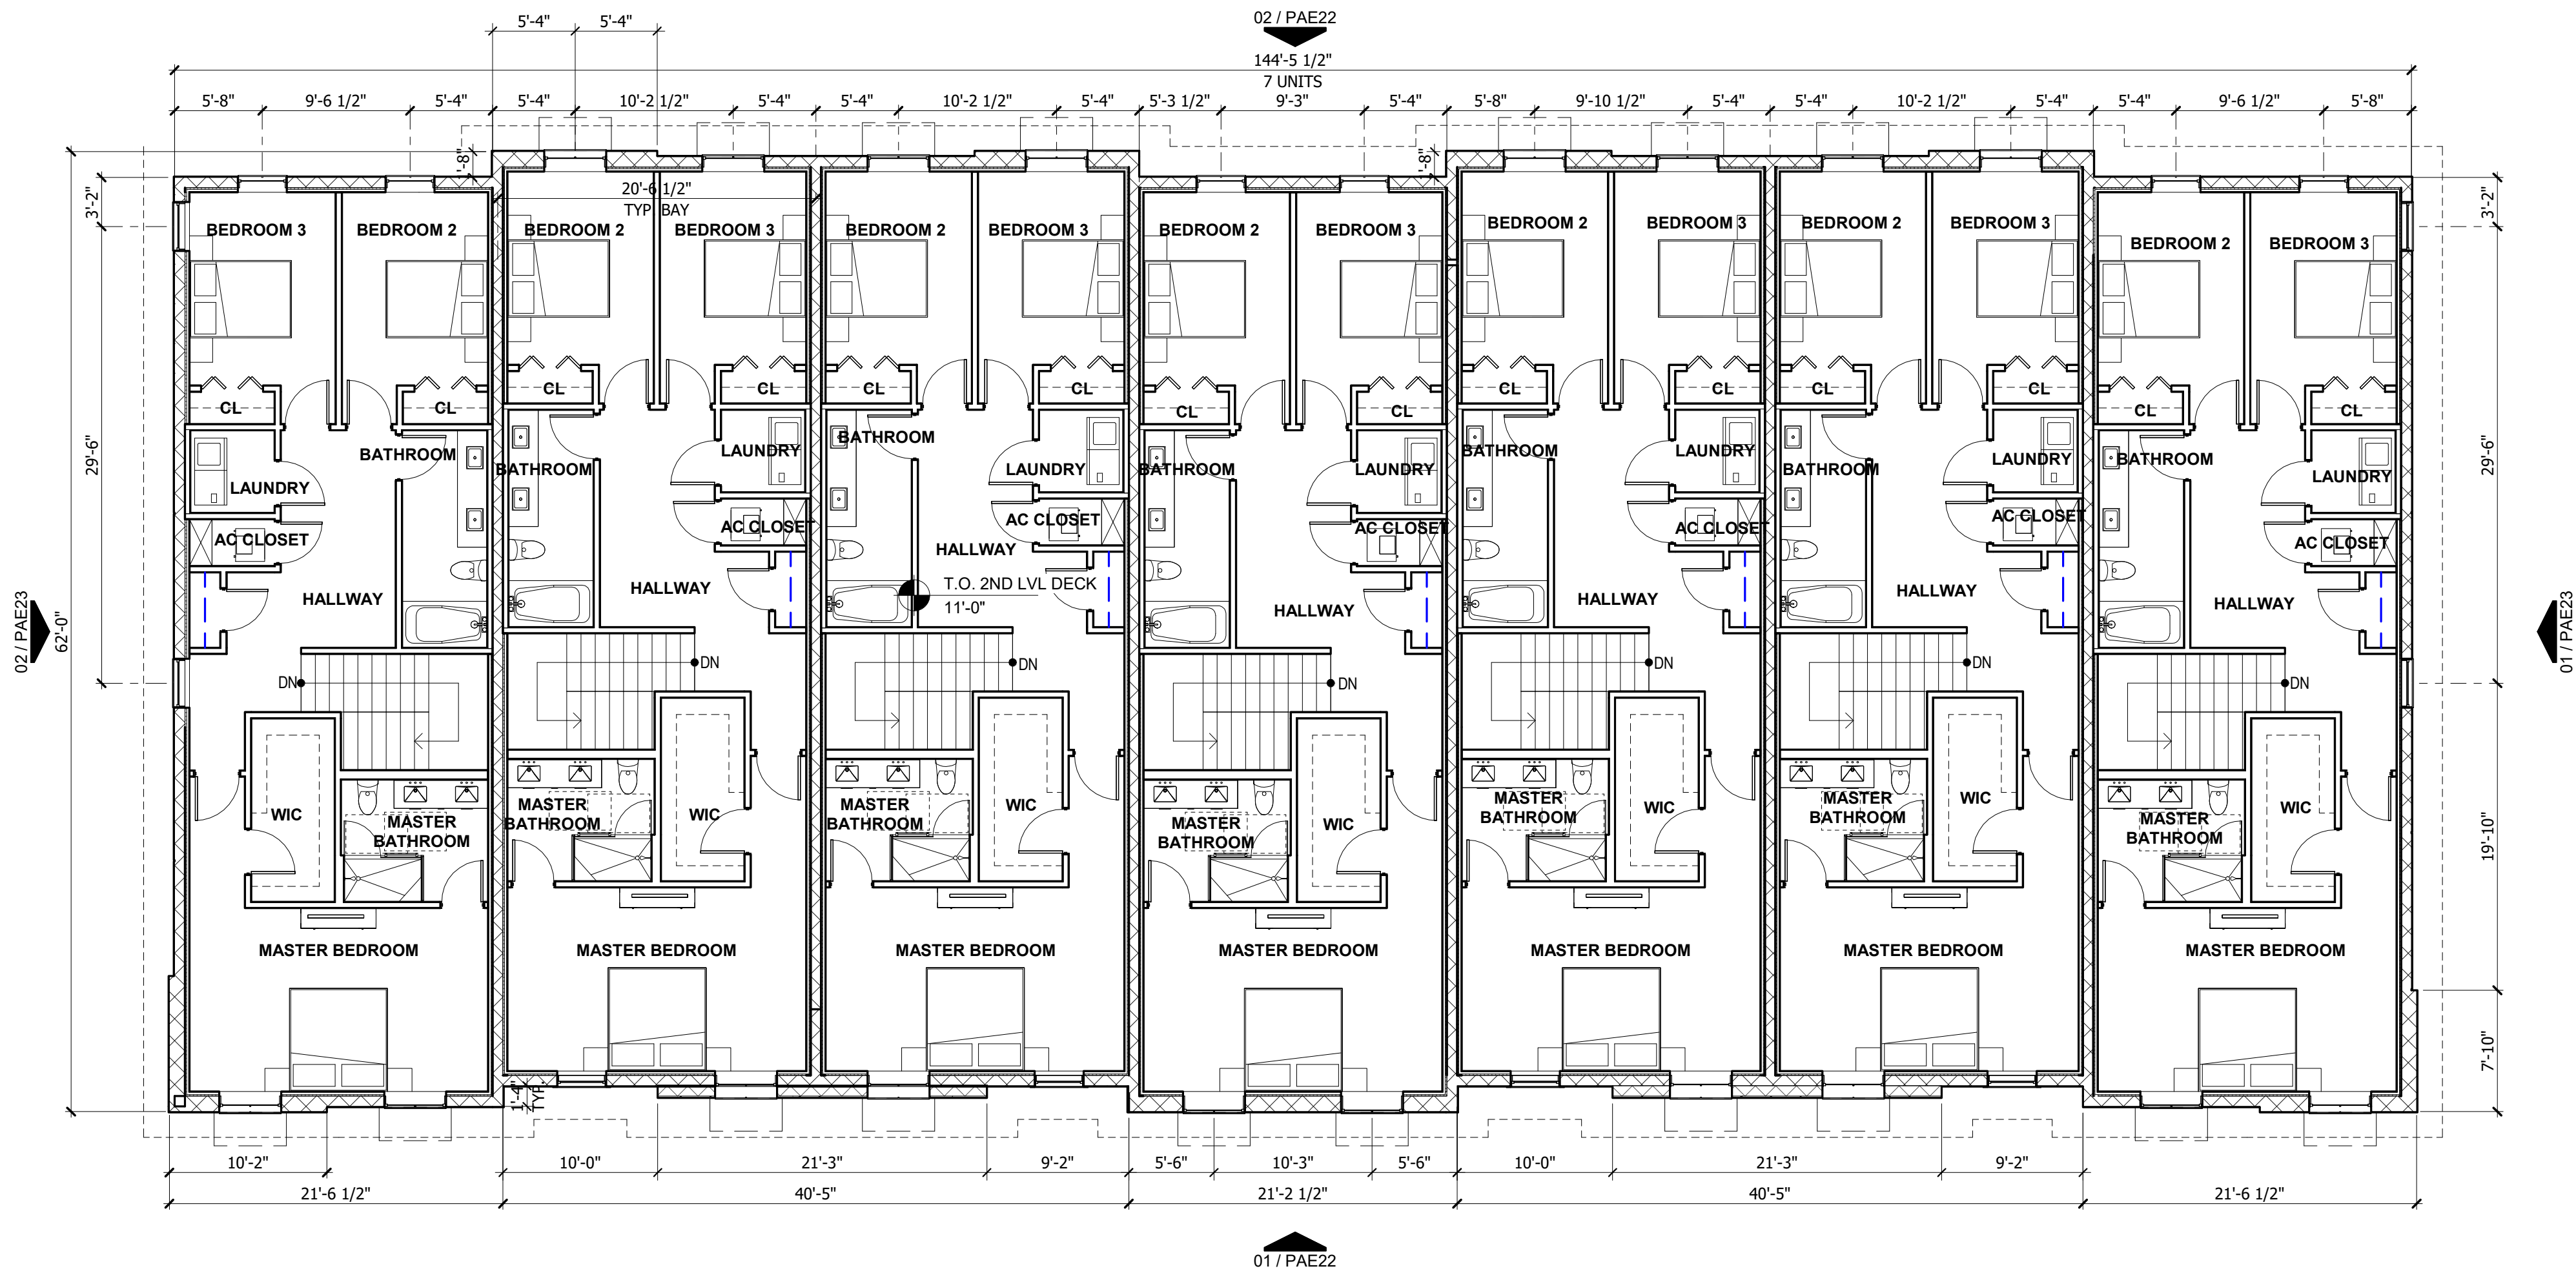 5'-4"
5'-4"
02 / PAE22
144'-5 1/2"
7 UNITS
5'-8"
9'-6 1/2"
5'-4"
5'-4"
10'-2 1/2"
5'-4"
5'-4"
10'-2 1/2"
5'-4"
5'-3 1/2"
9'-3"
5'-4"
5'-8"
9'-10 1/2"
5'-4"
5'-4"
10'-2 1/2"
5'-4"
5'-4"
9'-6 1/2"
5'-8"
1'-8"
1'-8"
3'-2"
20'-6 1/2"
TYP. BAY
3'-2"
BEDROOM 3
BEDROOM 2
BEDROOM 2
BEDROOM 3
BEDROOM 2
BEDROOM 3
BEDROOM 2
BEDROOM 3
BEDROOM 2
BEDROOM 3
BEDROOM 2
BEDROOM 3
BEDROOM 2
BEDROOM 3
CL
CL
CL
CL
CL
CL
CL
CL
CL
CL
CL
CL
CL
CL
29'-6"
BATHROOM
BATHROOM
BATHROOM
BATHROOM
BATHROOM
BATHROOM
BATHROOM
29'-6"
LAUNDRY
LAUNDRY
LAUNDRY
LAUNDRY
LAUNDRY
LAUNDRY
LAUNDRY
AC CLOSET
AC CLOSET
AC CLOSET
AC CLOSET
AC CLOSET
AC CLOSET
AC CLOSET
HALLWAY
HALLWAY
HALLWAY
T.O. 2ND LVL DECK
11'-0"
HALLWAY
HALLWAY
HALLWAY
HALLWAY
02 / PAE23
62'-0"
01 / PAE23
DN
DN
DN
DN
DN
DN
DN
WIC
WIC
WIC
WIC
WIC
WIC
WIC
MASTER
BATHROOM
MASTER
BATHROOM
MASTER
BATHROOM
MASTER
BATHROOM
MASTER
BATHROOM
MASTER
BATHROOM
MASTER
BATHROOM
19'-10"
MASTER BEDROOM
MASTER BEDROOM
MASTER BEDROOM
MASTER BEDROOM
MASTER BEDROOM
MASTER BEDROOM
MASTER BEDROOM
7'-10"
1'-4"
TYP.
10'-2"
10'-0"
21'-3"
9'-2"
5'-6"
10'-3"
5'-6"
10'-0"
21'-3"
9'-2"
21'-6 1/2"
40'-5"
21'-2 1/2"
40'-5"
21'-6 1/2"
01 / PAE22